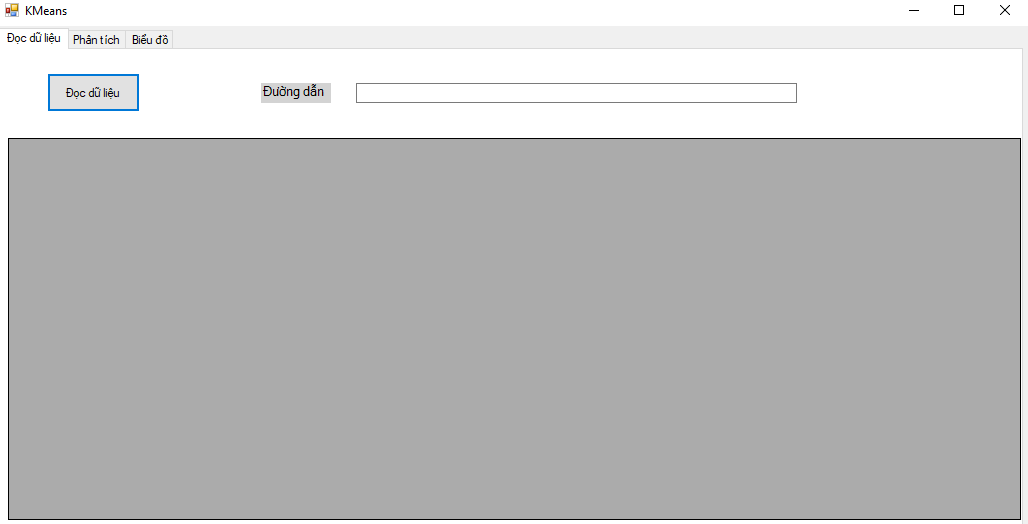 KMeans
Đọc dữ liệu Phân tích Biểu đồ
Đọc dữ liệu Đường dẫn